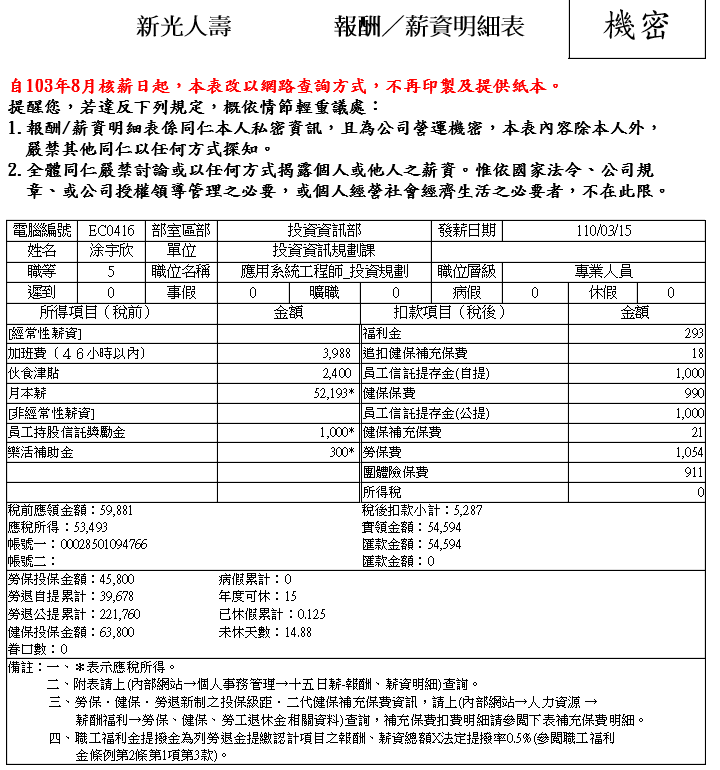 新光人壽 報酬／薪資明細表 機密
自103年8月核薪日起，本表改以網路查詢方式，不再印製及提供紙本。
提醒您，若違反下列規定，概依情節輕重議處：
1. 報酬/薪資明細表係同仁本人私密資訊，且為公司營運機密，本表內容除本人外，
嚴禁其他同仁以任何方式探知。
2. 全體同仁嚴禁討論或以任何方式揭露個人或他人之薪資。惟依國家法令、公司規
章、或公司授權領導管理之必要，或個人經營社會經濟生活之必要者，不在此限。
電腦編號 EC0416 部室區部 投資資訊部 發薪日期 110/03/15
姓名 涂宇欣 單位 投資資訊規劃課
職等 5 職位名稱 應用系統工程師_投資規劃 職位層級 專業人員
遲到 0 事假 0 曠職 0 病假 0 休假 0
所得項目（稅前） 金額 扣款項目（稅後） 金額
[經常性薪資] 福利金 293
加班費（４６小時以內） 3,988 追扣健保補充保費 18
伙食津貼 2,400 員工信託提存金(自提) 1,000
月本薪 52,193* 健保保費 990
[非經常性薪資] 員工信託提存金(公提) 1,000
員工持股信託獎勵金 1,000* 健保補充保費 21
樂活補助金 300* 勞保費 1,054
團體險保費 911
所得稅 0
稅前應領金額：59,881 稅後扣款小計：5,287
應稅所得：53,493 實領金額：54,594
帳號一：00028501094766 匯款金額：54,594
帳號二： 匯款金額：0
勞保投保金額：45,800 病假累計：0
勞退自提累計：39,678 年度可休：15
勞退公提累計：221,760 已休假累計：0.125
健保投保金額：63,800 未休天數：14.88
眷口數：0
備註：一、＊表示應稅所得。
二、附表請上(內部網站→個人事務管理→十五日薪-報酬、薪資明細)查詢。
三、勞保．健保．勞退新制之投保級距．二代健保補充保費資訊，請上(內部網站→人力資源→
薪酬福利→勞保、健保、勞工退休金相關資料)查詢，補充保費扣費明細請參閱下表補充保費明細。
四、職工福利金提撥金為列勞退金提繳認計項目之報酬、薪資總額X法定提撥率0.5%(參閱職工福利
金條例第2條第1項第3款)。